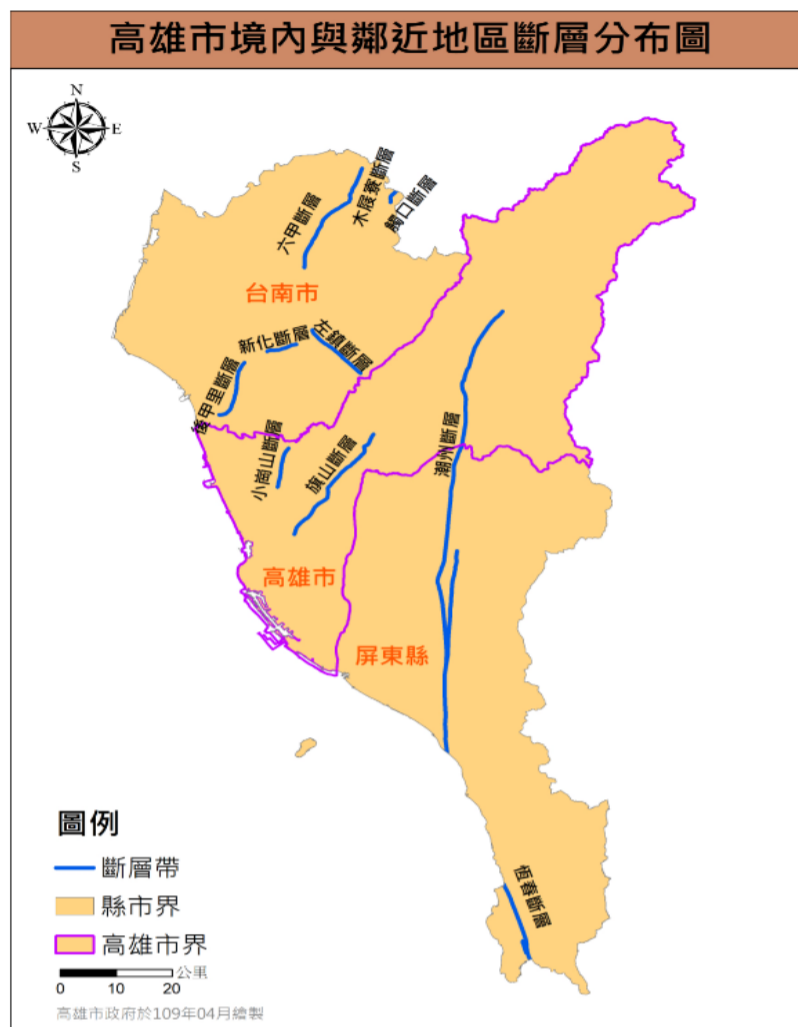 高雄市境內與鄰近地區斷層分布圖
N
W
E
S
木屐寮斷層
觸口斷層
六甲斷層
台南市
新化斷層
左鎮斷層
後甲里斷層
小崗山斷層
旗山斷層
潮州斷層
高雄市
屏東縣
恆春斷層
圖例
斷層帶
縣市界
高雄市界
公里
0 10 20
高雄市政府於109年04月繪製